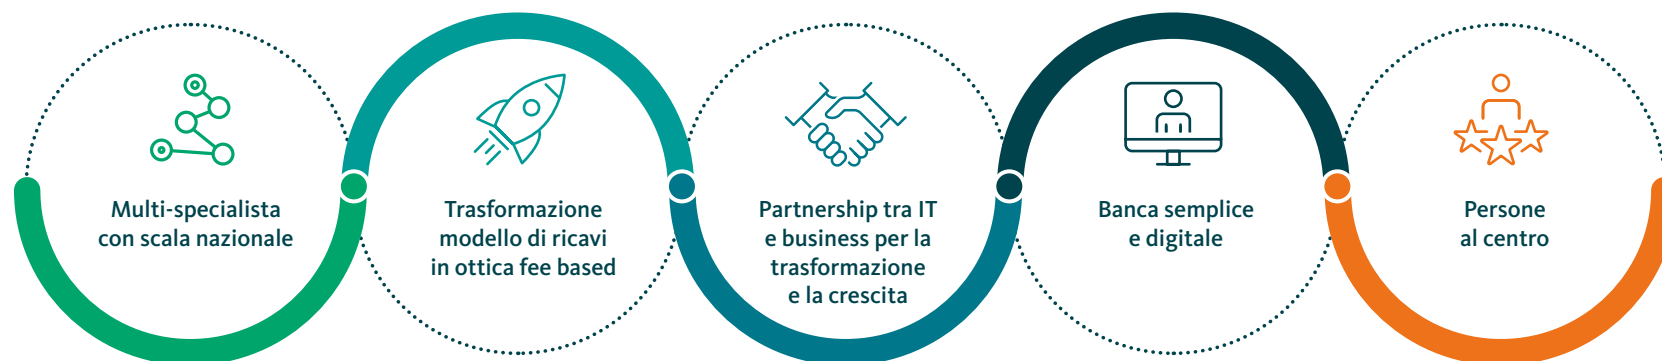 Multi-specialista
con scala nazionale
Trasformazione
modello di ricavi
in ottica fee based
Partnership tra IT
e business per la
trasformazione
e la crescita
Banca semplice
e digitale
Persone
al centro